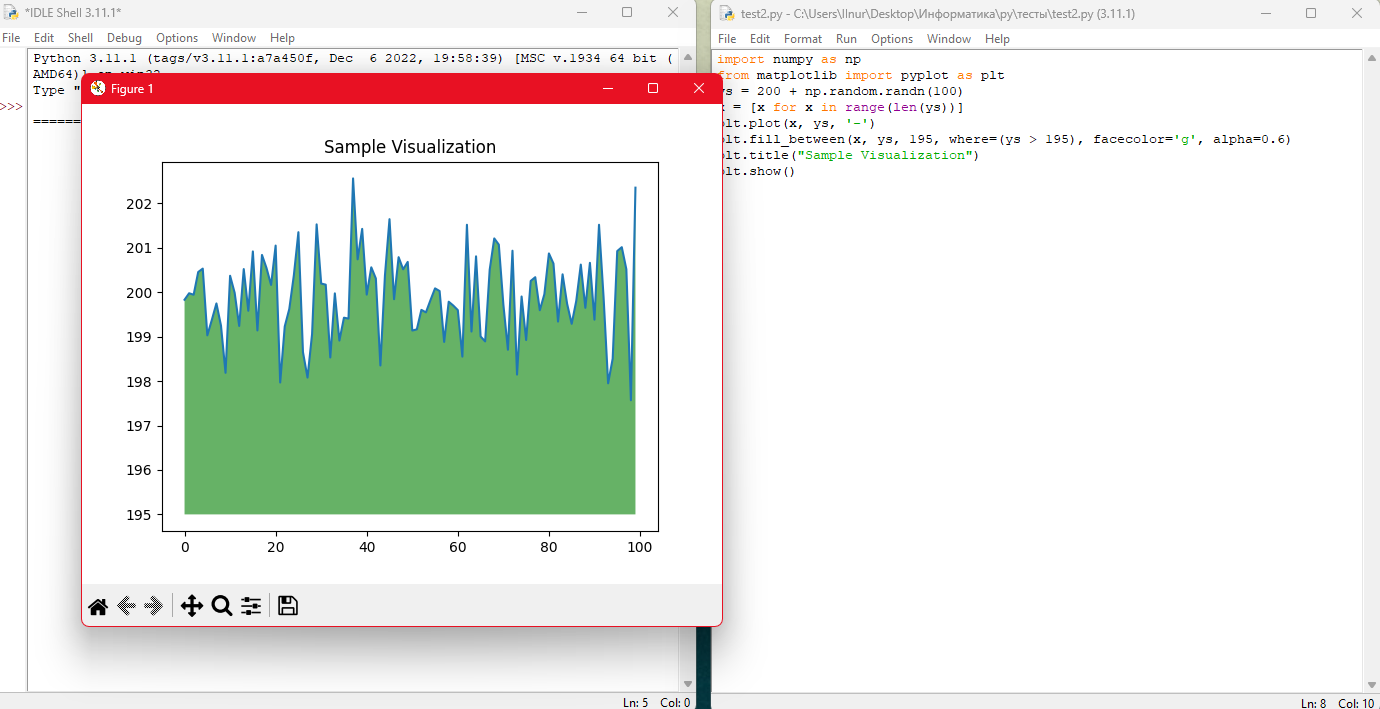 *IDLE Shell 3.11.1*
File Edit Shell Debug Options Window Help
Python 3.11.1 (tags/v3.11.1:a7a450f, Dec  6 2022, 19:58:39) [MSC v.1934 64 bit (
AMD64)] on win32
Type "
>>>
=======
Ln: 5 Col: 0
Figure 1
Sample Visualization
202
201
200
199
198
197
196
195
0 20 40 60 80 100
test2.py - C:\Users\Ilnur\Desktop\Информатика\py\тесты\test2.py (3.11.1)
File Edit Format Run Options Window Help
import numpy as np
from matplotlib import pyplot as plt
ys = 200 + np.random.randn(100)
x = [x for x in range(len(ys))]
plt.plot(x, ys, '-')
plt.fill_between(x, ys, 195, where=(ys > 195), facecolor='g', alpha=0.6)
plt.title("Sample Visualization")
plt.show()
Ln: 8 Col: 10